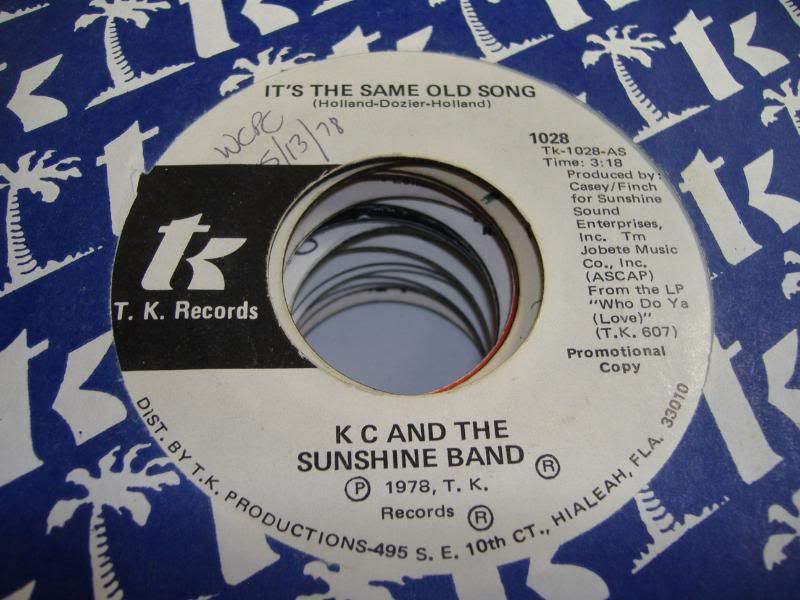 IT'S THE SAME OLD SONG
(Holland-Dozier-Holland)
WCPC
5/13/78
1028
Tk-1028-AS
Time: 3:18
Produced by:
Casey/Finch
for Sunshine
Sound
Enterprises,
Inc. Tm
Jobete Music
Co., Inc.
(ASCAP)
From the LP
"Who Do Ya
(Love)"
(T.K. 607)
Promotional
Copy
tk
T. K. Records
K C AND THE
SUNSHINE BAND ®
℗ 1978, T. K.
Records ®
DIST. BY T.K. PRODUCTIONS-495 S. E. 10th CT., HIALEAH, FLA. 33010